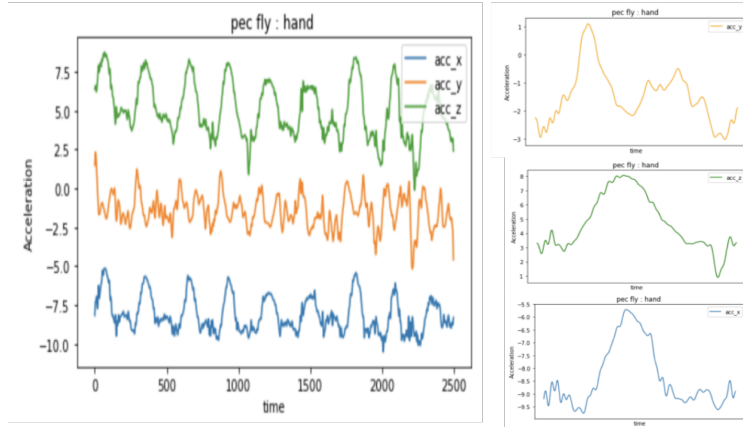 pec fly : hand
acc_x
acc_y
acc_z
7.5
5.0
2.5
0.0
−2.5
−5.0
−7.5
−10.0
Acceleration
0
500
1000
1500
2000
2500
time
pec fly : hand
acc_y
1
0
−1
−2
−3
Acceleration
time
pec fly : hand
acc_z
8
7
6
5
4
3
2
1
Acceleration
time
pec fly : hand
acc_x
−5.5
−6.0
−6.5
−7.0
−7.5
−8.0
−8.5
−9.0
−9.5
Acceleration
time